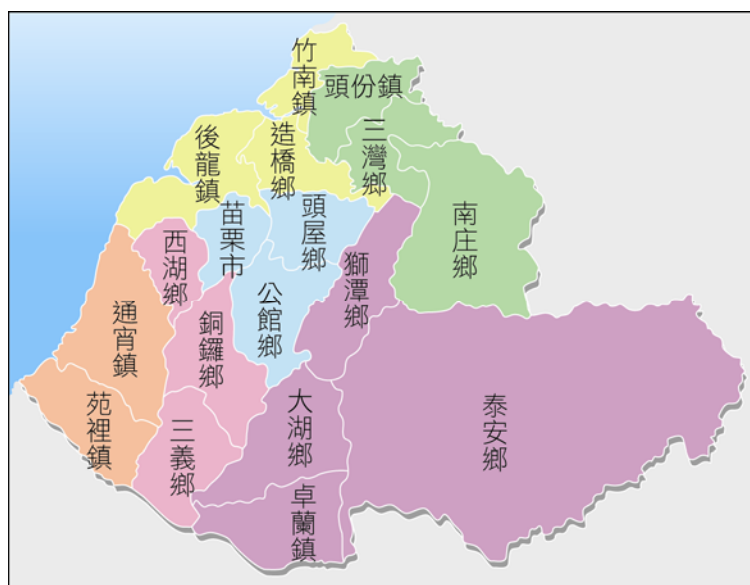 竹南鎮
頭份鎮
後龍鎮
造橋鄉
三灣鄉
苗栗市
頭屋鄉
南庄鄉
西湖鄉
獅潭鄉
通宵鎮
銅鑼鄉
公館鄉
苑裡鎮
三義鄉
大湖鄉
泰安鄉
卓蘭鎮